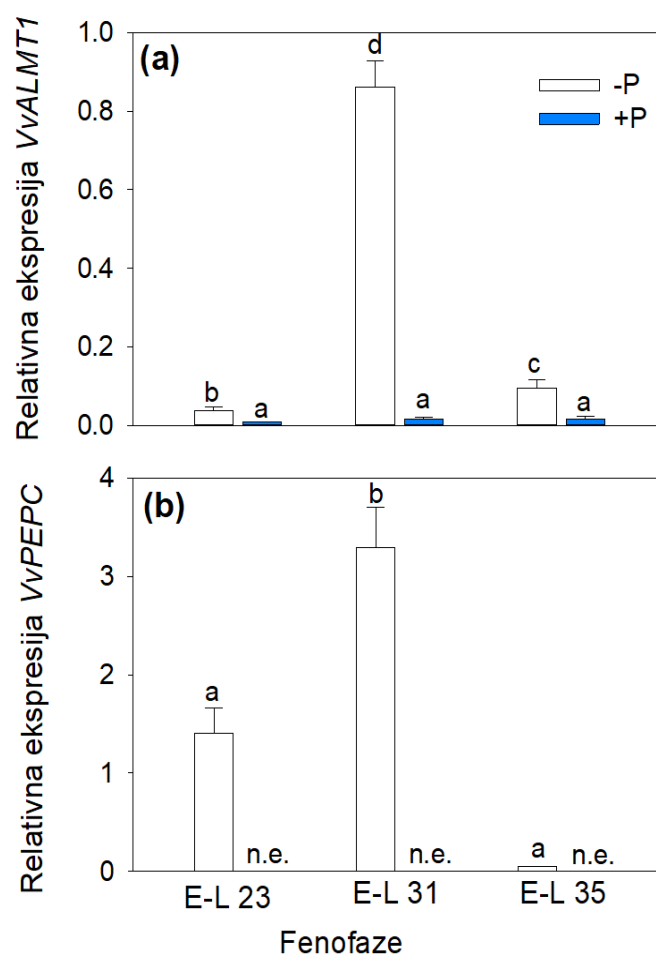 Relativna ekspresija VvALMT1
(a)
1.0
0.8
0.6
0.4
0.2
0.0
-P
+P
b
a
d
a
c
a
Relativna ekspresija VvPEPC
(b)
4
3
2
1
0
a
n.e.
b
n.e.
a
n.e.
E-L 23
E-L 31
E-L 35
Fenofaze